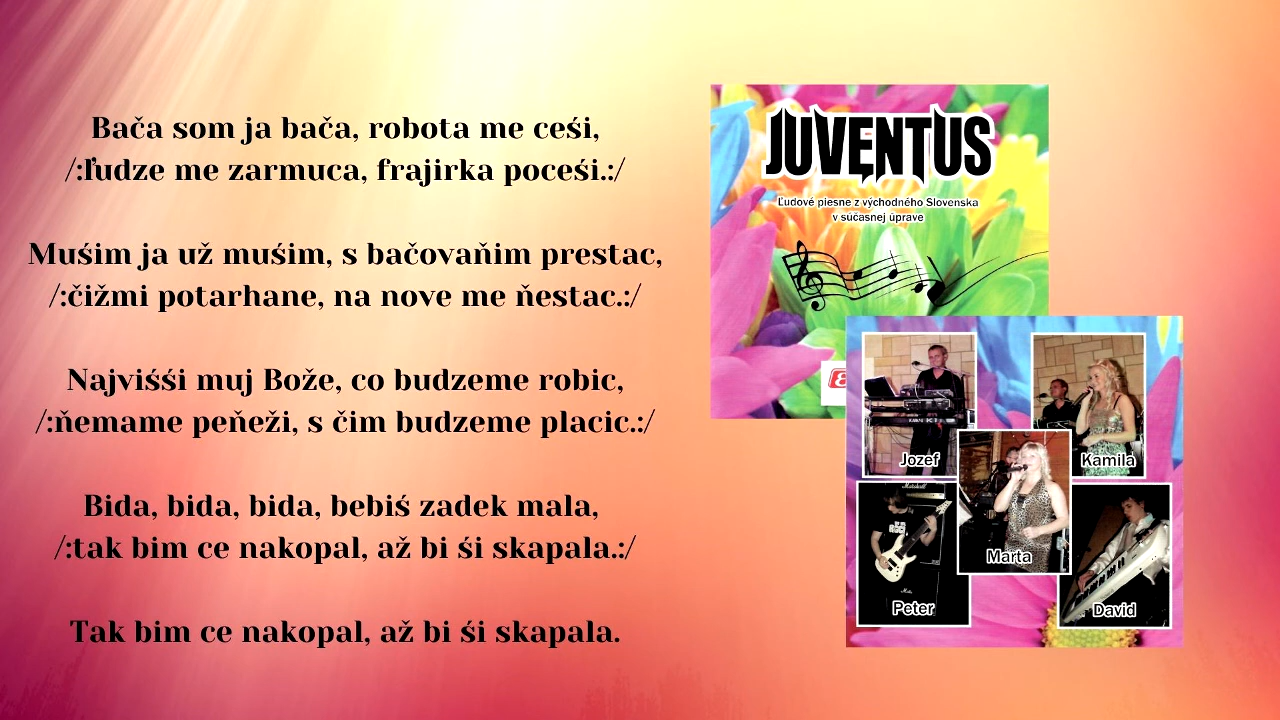 Bača som ja bača, robota me ceśi,
/:ľudze me zarmuca, frajirka poceśi.:/
Muśim ja už muśim, s bačovaňim prestac,
/:čižmi potarhane, na nove me ňestac.:/
Najviśśi muj Bože, co budzeme robic,
/:ňemame peňeži, s čim budzeme placic.:/
Bida, bida, bida, bebiś zadek mala,
/:tak bim ce nakopal, až bi śi skapala.:/
Tak bim ce nakopal, až bi śi skapala.
JUVENTUS
Ľudové piesne z východného Slovenska
v súčasnej úprave
Jozef
Kamila
Marta
Peter
David